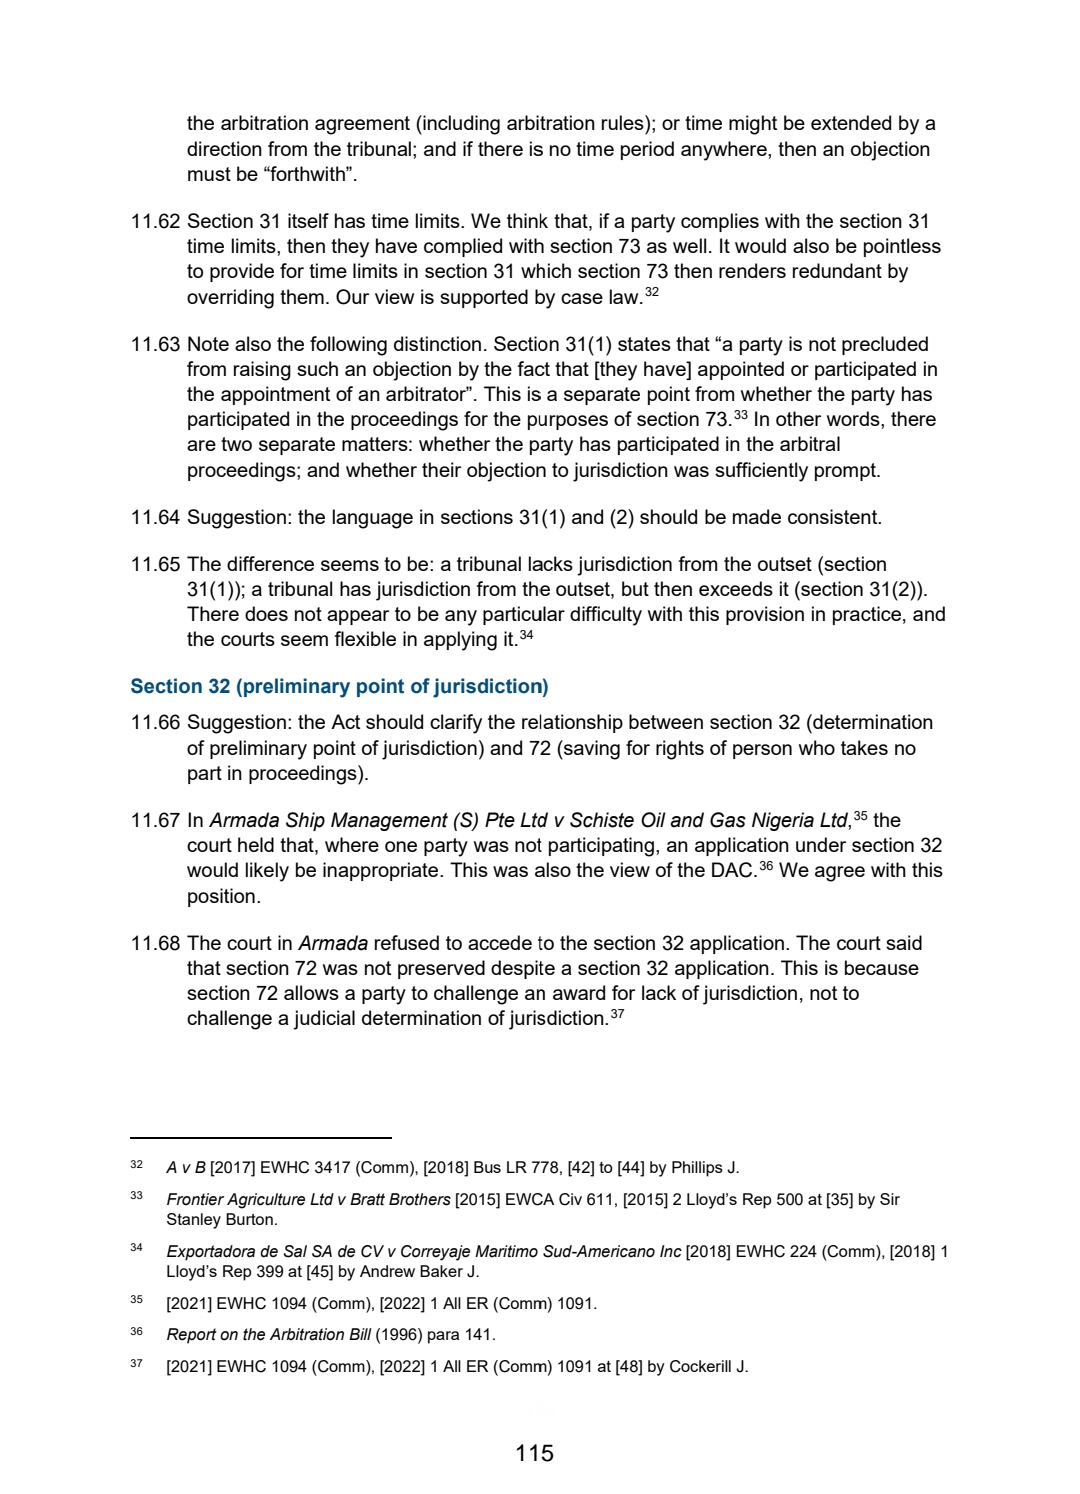 the arbitration agreement (including arbitration rules); or time might be extended by a
direction from the tribunal; and if there is no time period anywhere, then an objection
must be “forthwith”.
11.62 Section 31 itself has time limits. We think that, if a party complies with the section 31
time limits, then they have complied with section 73 as well. It would also be pointless
to provide for time limits in section 31 which section 73 then renders redundant by
overriding them. Our view is supported by case law.32
11.63 Note also the following distinction. Section 31(1) states that “a party is not precluded
from raising such an objection by the fact that [they have] appointed or participated in
the appointment of an arbitrator”. This is a separate point from whether the party has
participated in the proceedings for the purposes of section 73.33 In other words, there
are two separate matters: whether the party has participated in the arbitral
proceedings; and whether their objection to jurisdiction was sufficiently prompt.
11.64 Suggestion: the language in sections 31(1) and (2) should be made consistent.
11.65 The difference seems to be: a tribunal lacks jurisdiction from the outset (section
31(1)); a tribunal has jurisdiction from the outset, but then exceeds it (section 31(2)).
There does not appear to be any particular difficulty with this provision in practice, and
the courts seem flexible in applying it.34
Section 32 (preliminary point of jurisdiction)
11.66 Suggestion: the Act should clarify the relationship between section 32 (determination
of preliminary point of jurisdiction) and 72 (saving for rights of person who takes no
part in proceedings).
11.67 In Armada Ship Management (S) Pte Ltd v Schiste Oil and Gas Nigeria Ltd,35 the
court held that, where one party was not participating, an application under section 32
would likely be inappropriate. This was also the view of the DAC.36 We agree with this
position.
11.68 The court in Armada refused to accede to the section 32 application. The court said
that section 72 was not preserved despite a section 32 application. This is because
section 72 allows a party to challenge an award for lack of jurisdiction, not to
challenge a judicial determination of jurisdiction.37
32 A v B [2017] EWHC 3417 (Comm), [2018] Bus LR 778, [42] to [44] by Phillips J.
33 Frontier Agriculture Ltd v Bratt Brothers [2015] EWCA Civ 611, [2015] 2 Lloyd’s Rep 500 at [35] by Sir
Stanley Burton.
34 Exportadora de Sal SA de CV v Correyaje Maritimo Sud-Americano Inc [2018] EWHC 224 (Comm), [2018] 1
Lloyd’s Rep 399 at [45] by Andrew Baker J.
35 [2021] EWHC 1094 (Comm), [2022] 1 All ER (Comm) 1091.
36 Report on the Arbitration Bill (1996) para 141.
37 [2021] EWHC 1094 (Comm), [2022] 1 All ER (Comm) 1091 at [48] by Cockerill J.
115